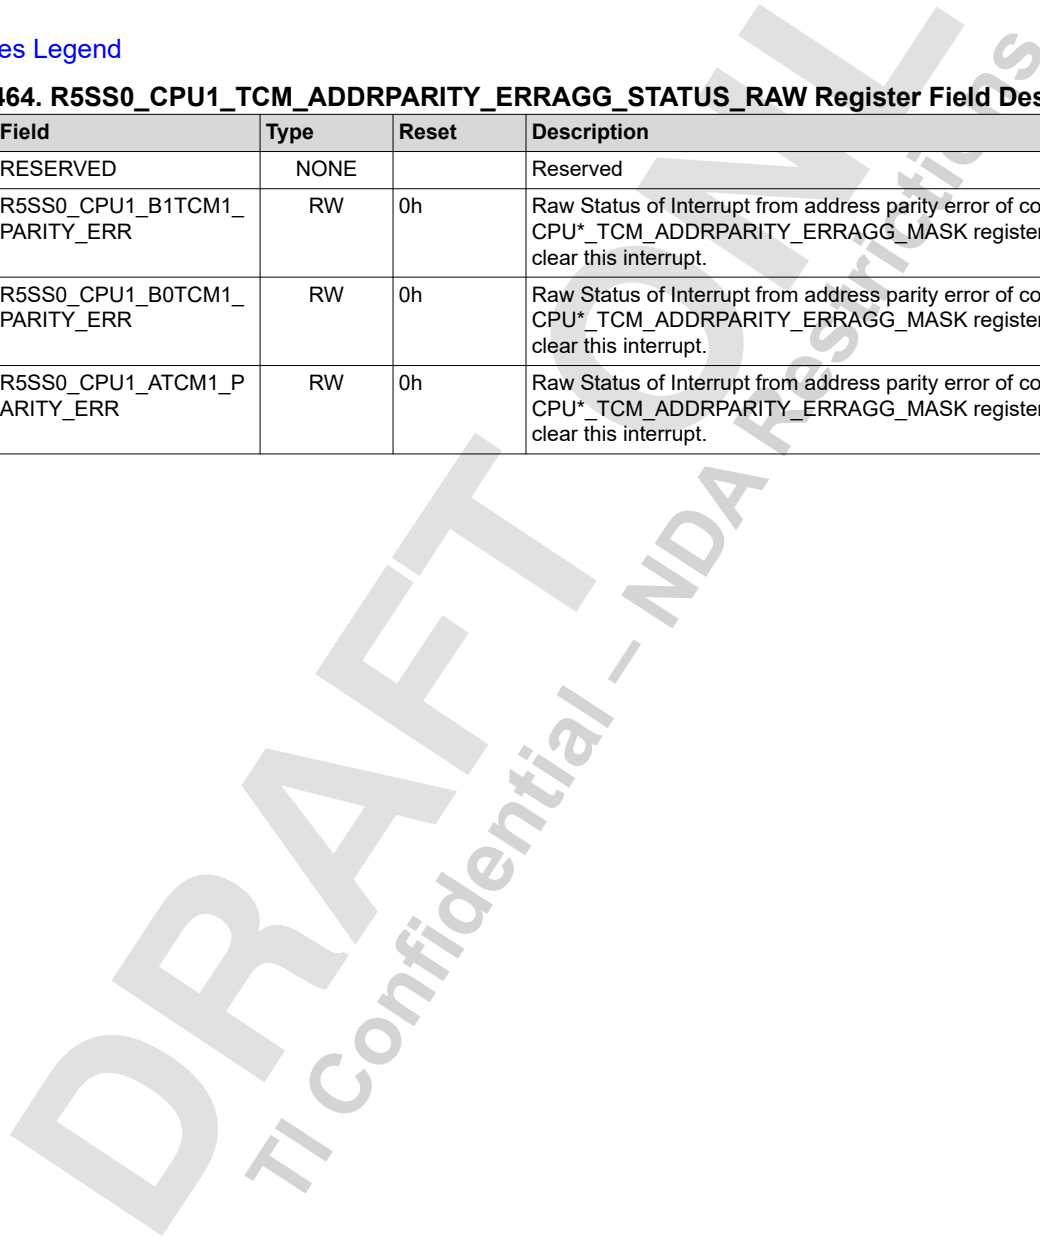 es Legend
464. R5SS0_CPU1_TCM_ADDRPARITY_ERRAGG_STATUS_RAW Register Field Des
Field Type Reset Description
RESERVED NONE Reserved
R5SS0_CPU1_B1TCM1_ RW 0h Raw Status of Interrupt from address parity error of co
PARITY_ERR CPU*_TCM_ADDRPARITY_ERRAGG_MASK register
clear this interrupt.
R5SS0_CPU1_B0TCM1_ RW 0h Raw Status of Interrupt from address parity error of co
PARITY_ERR CPU*_TCM_ADDRPARITY_ERRAGG_MASK register
clear this interrupt.
R5SS0_CPU1_ATCM1_P RW 0h Raw Status of Interrupt from address parity error of co
ARITY_ERR CPU*_TCM_ADDRPARITY_ERRAGG_MASK register
clear this interrupt.
DRAFT ONL
TI Confidential — NDA Restrictions